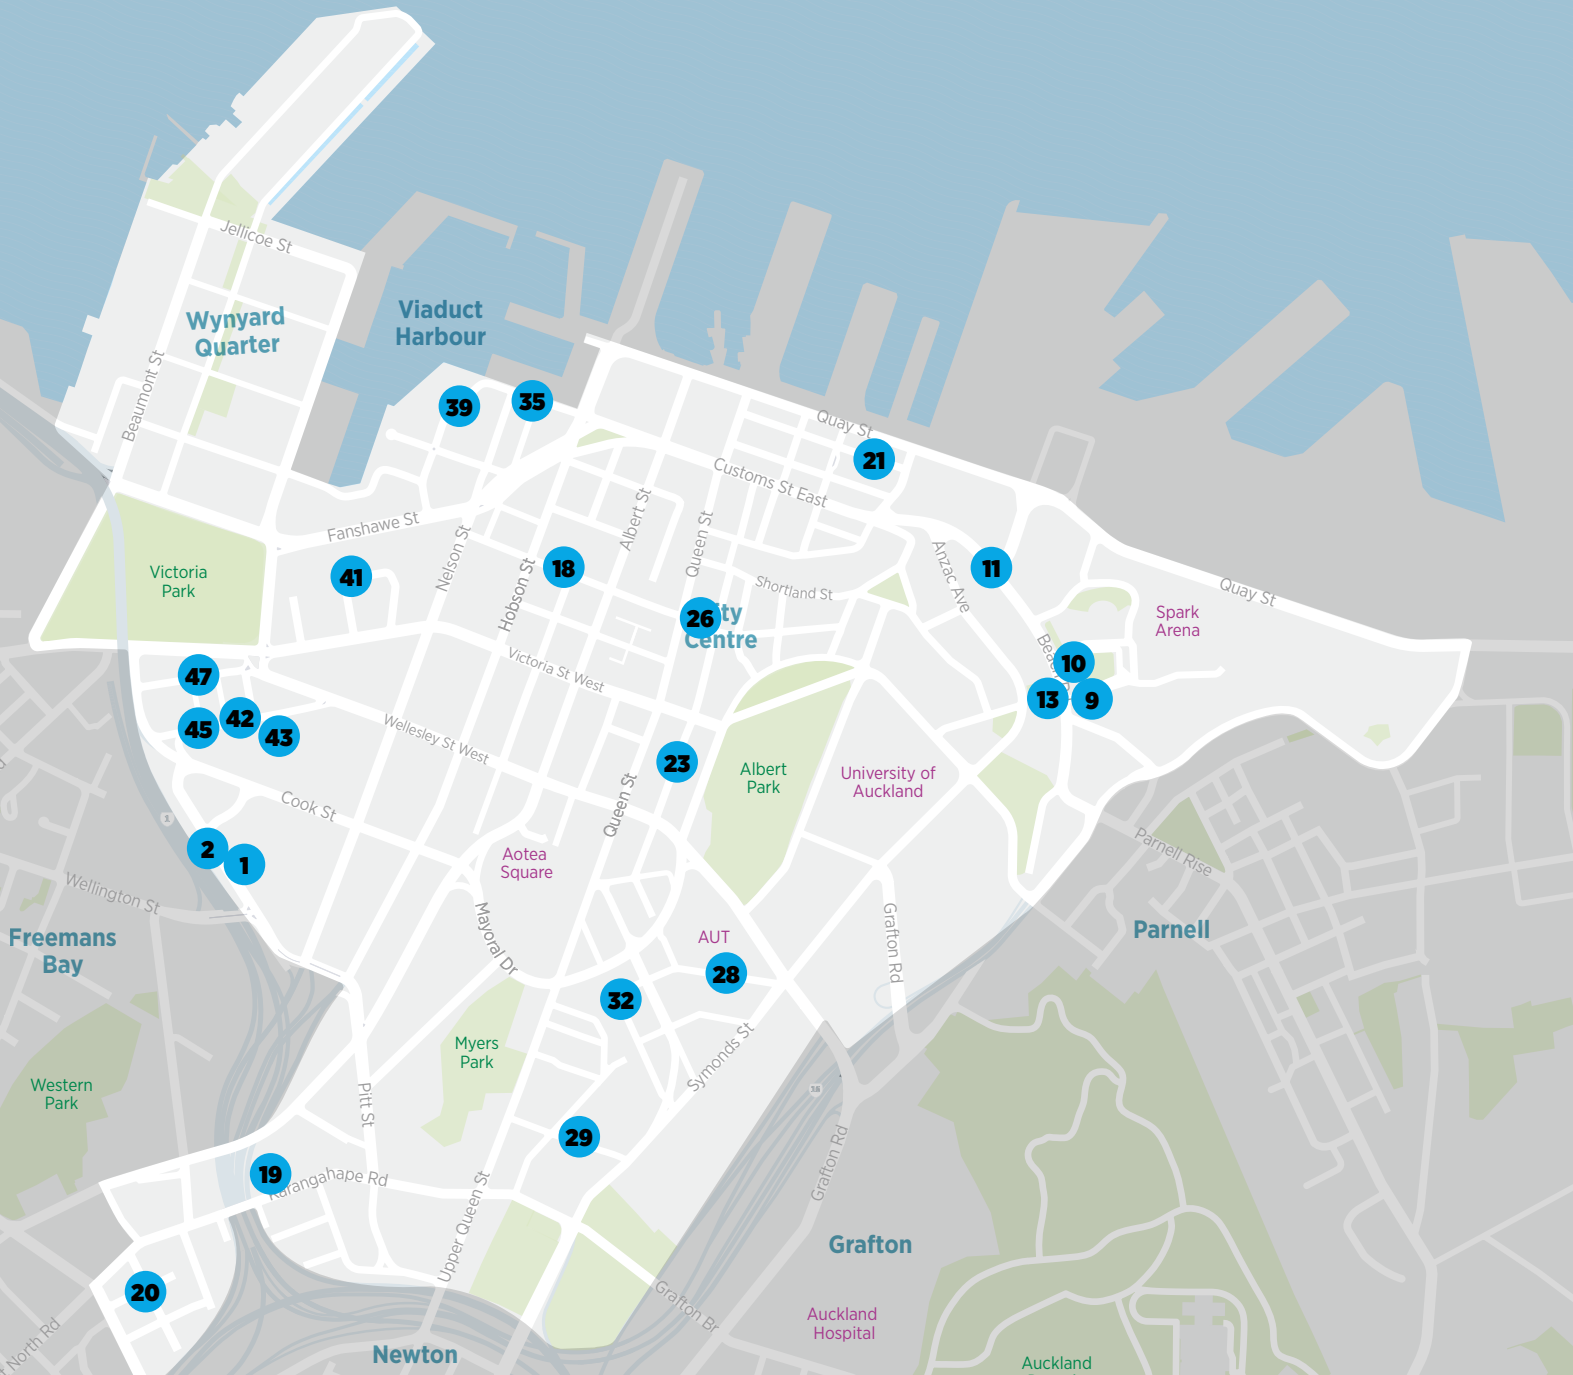 Jellicoe St
Wynyard
Quarter
Viaduct
Harbour
Beaumont St
39
35
Quay St
21
Customs St East
Fanshawe St
Nelson St
Albert St
Queen St
Hobson St
18
41
Victoria
Park
Anzac Ave
11
Shortland St
Quay St
26
ity
Centre
Spark
Arena
Bea
10
13
9
Victoria St West
47
45
42
43
Wellesley St West
23
Albert
Park
University of
Auckland
Queen St
Cook St
1
2
1
Aotea
Square
Parnell Rise
Wellington St
Freemans
Bay
Mayoral Dr
AUT
28
Grafton Rd
Parnell
32
Myers
Park
Symonds St
Western
Park
Pitt St
16
29
Grafton Rd
19
Karangahape Rd
Upper Queen St
Grafton
20
Grafton Br
Auckland
Hospital
North Rd
Newton
Auckland